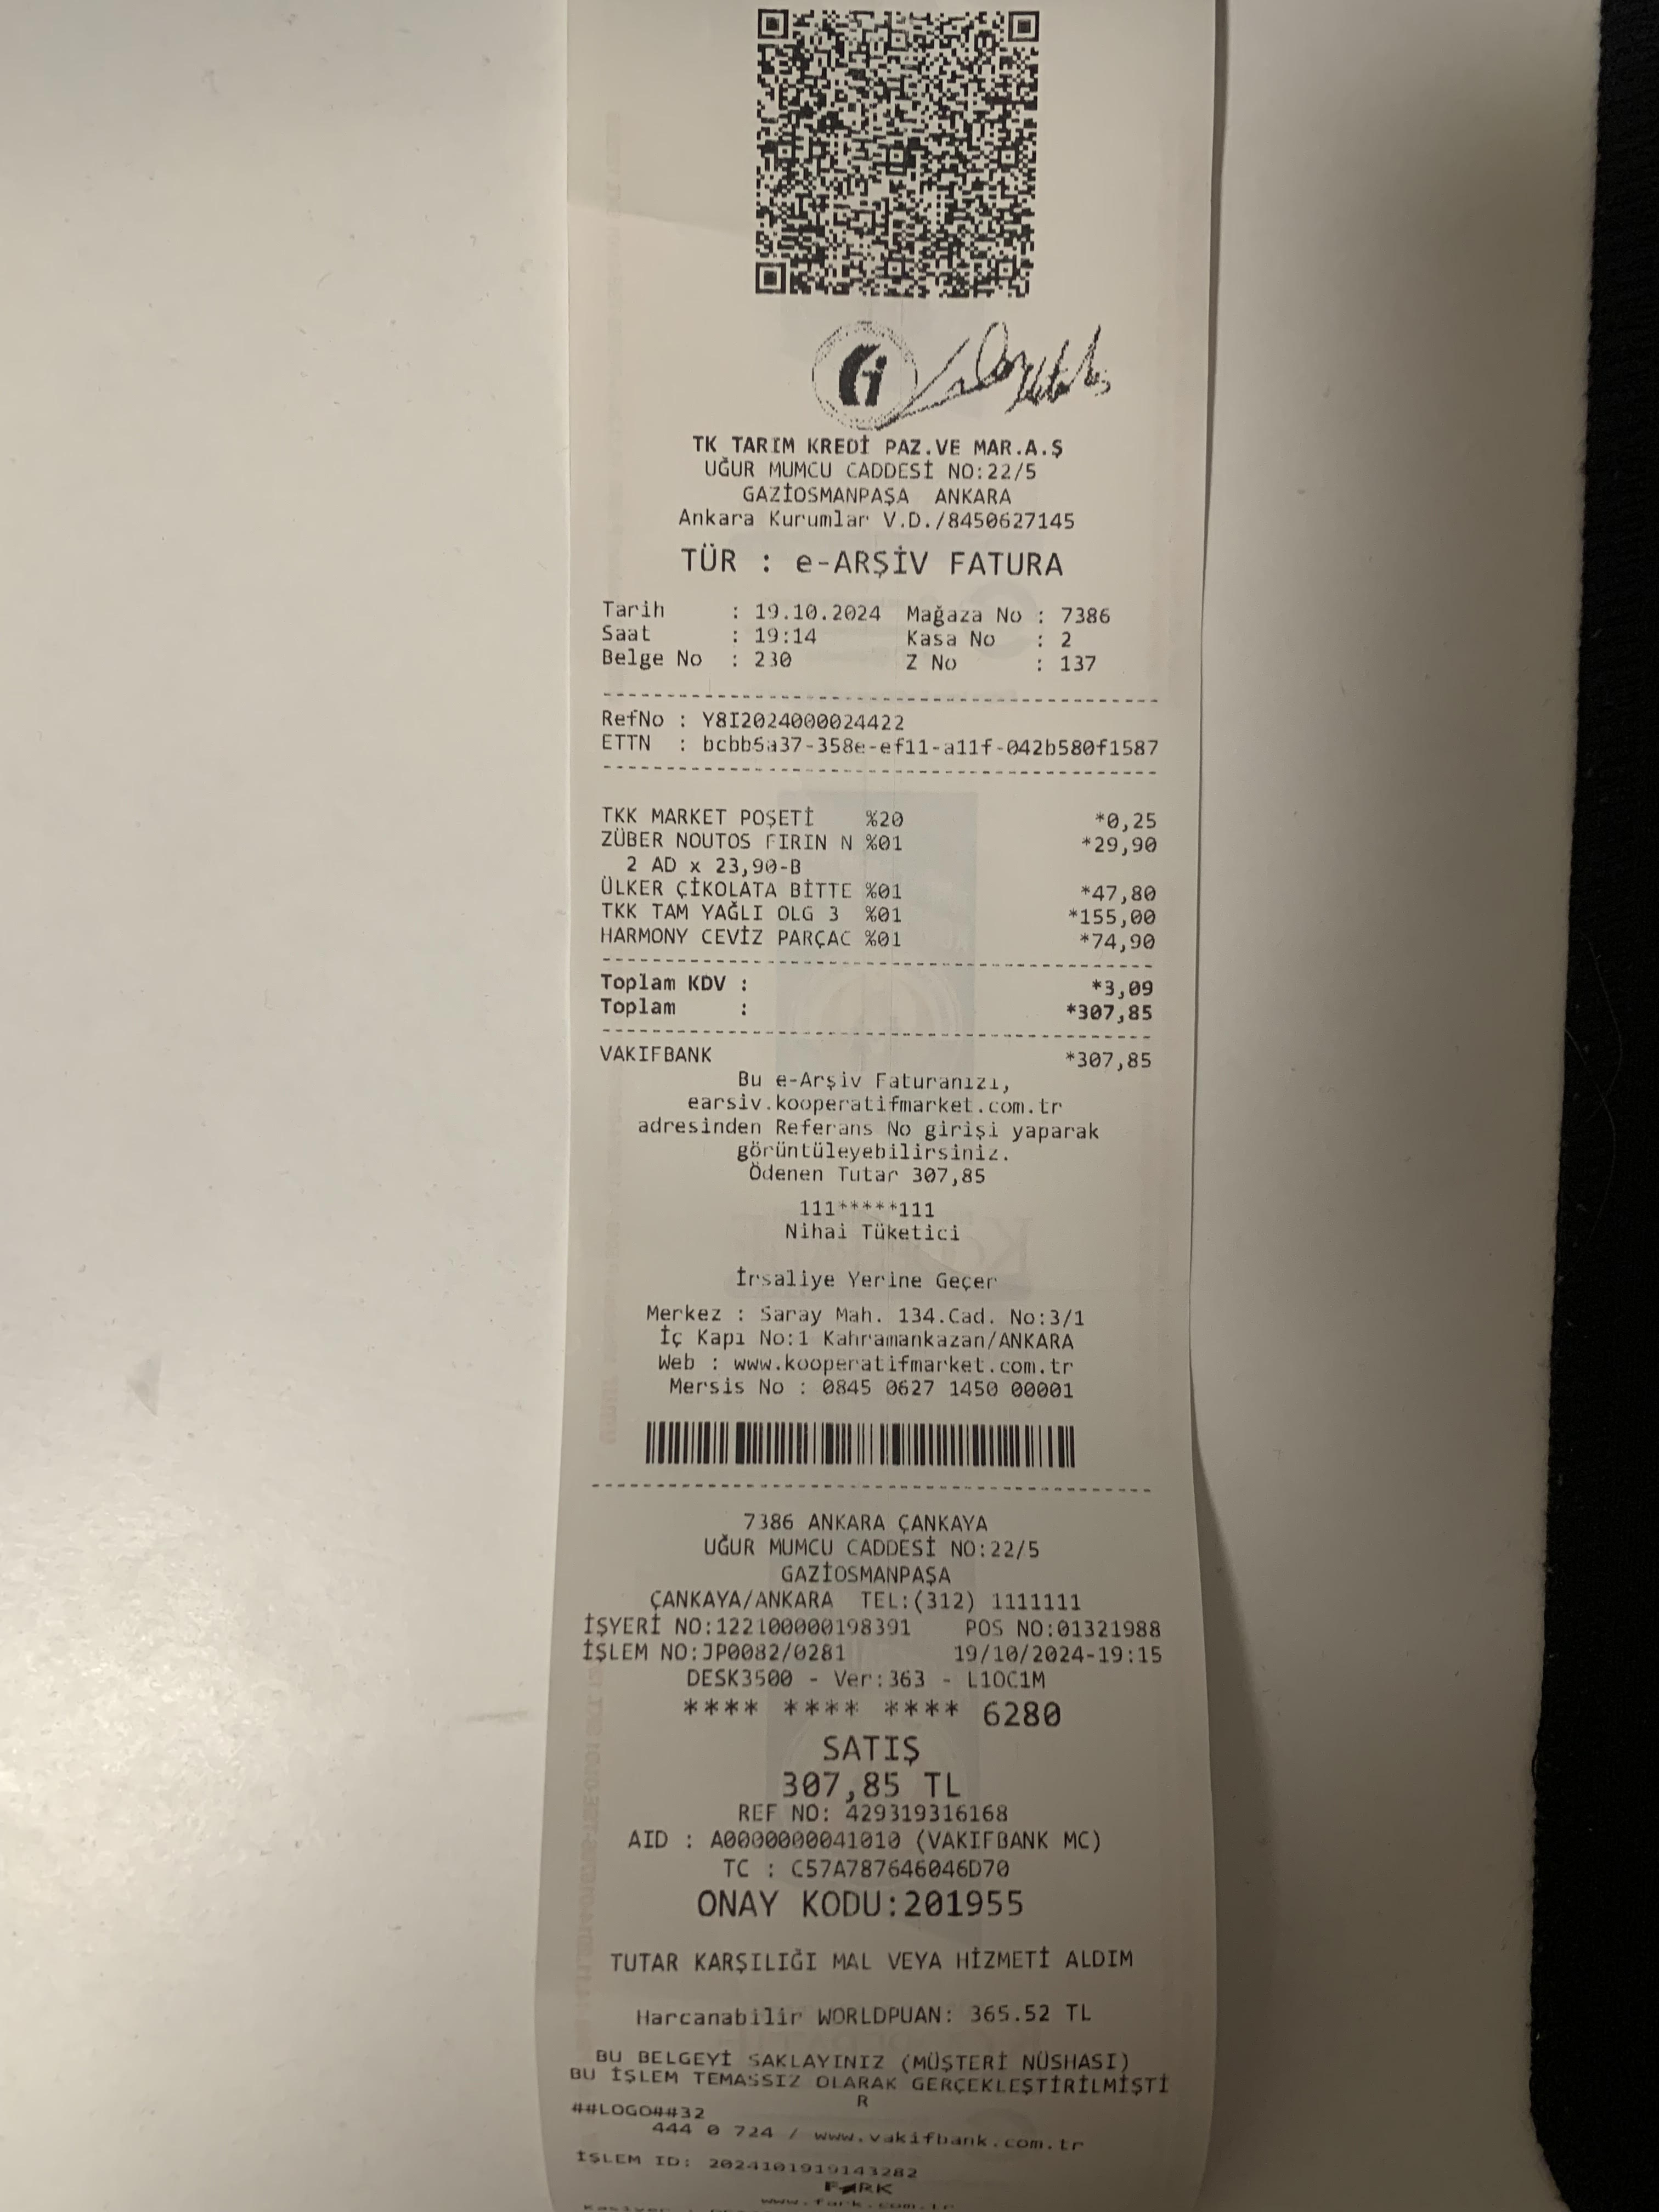 TK TARIM KREDİ PAZ.VE MAR.A.Ş
UĞUR MUMCU CADDESİ NO:22/5
GAZİOSMANPAŞA ANKARA
Ankara Kurumlar V.D./8450627145
TÜR : e-ARŞİV FATURA
Tarih : 19.10.2024 Mağaza No : 7386
Saat : 19:14 Kasa No : 2
Belge No : 230 Z No : 137
RefNo : Y8I2024000024422
ETTN : bcbb5a37-358e-ef11-a11f-042b580f1587
TKK MARKET POŞETİ %20 *0,25
ZÜBER NOUTOS FIRIN N %01 *29,90
2 AD x 23,90-B
ÜLKER ÇİKOLATA BİTTE %01 *47,80
TKK TAM YAĞLI OLG 3 %01 *155,00
HARMONY CEVİZ PARÇAC %01 *74,90
Toplam KDV : *3,09
Toplam : *307,85
VAKIFBANK *307,85
Bu e-Arşiv Faturanızı,
earsiv.kooperatifmarket.com.tr
adresinden Referans No girişi yaparak
görüntüleyebilirsiniz.
Ödenen Tutar 307,85
111*****111
Nihai Tüketici
İrsaliye Yerine Geçer
Merkez : Saray Mah. 134.Cad. No:3/1
İç Kapı No:1 Kahramankazan/ANKARA
Web : www.kooperatifmarket.com.tr
Mersis No : 0845 0627 1450 00001
7386 ANKARA ÇANKAYA
UĞUR MUMCU CADDESİ NO:22/5
GAZİOSMANPAŞA
ÇANKAYA/ANKARA TEL:(312) 1111111
İŞYERİ NO:122100000198391 POS NO:01321988
İŞLEM NO:JP0082/0281 19/10/2024-19:15
DESK3500 - Ver:363 - L10C1M
**** **** **** 6280
SATIŞ
307,85 TL
REF NO: 429319316168
AID : A0000000041010 (VAKIFBANK MC)
TC : C57A787646046D70
ONAY KODU:201955
TUTAR KARŞILIĞI MAL VEYA HİZMETİ ALDIM
Harcanabilir WORLDPUAN: 365.52 TL
BU BELGEYİ SAKLAYINIZ (MÜŞTERİ NÜSHASI)
BU İŞLEM TEMASSIZ OLARAK GERÇEKLEŞTİRİLMİŞTİ
R
##LOGO##32
444 0 724 / www.vakifbank.com.tr
İŞLEM ID: 2024101919143282
FARK
www.fark.com.tr